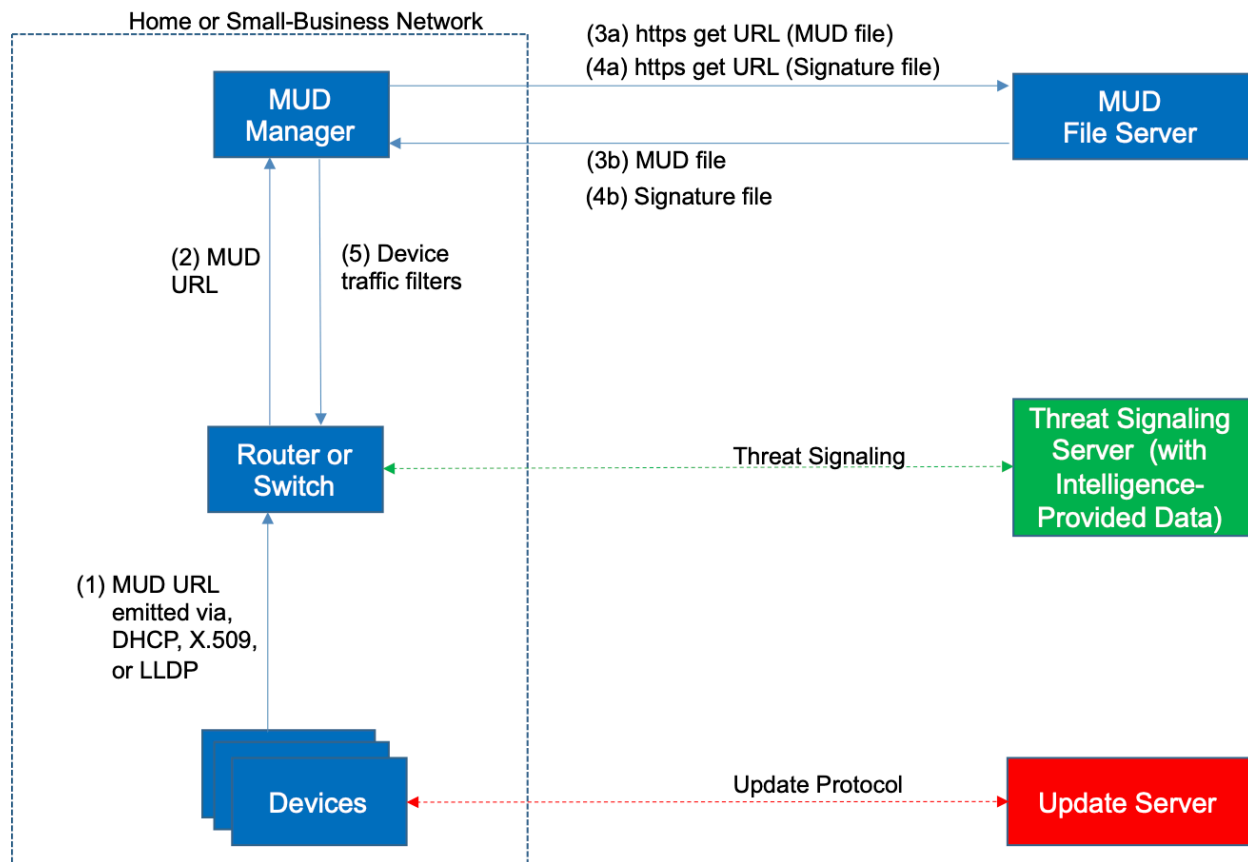 Home or Small-Business Network
(3a) https get URL (MUD file)
(4a) https get URL (Signature file)
MUD
Manager
MUD
File Server
(3b) MUD file
(4b) Signature file
(2) MUD
URL
(5) Device
traffic filters
Router or
Switch
Threat Signaling
Threat Signaling
Server (with
Intelligence-
Provided Data)
(1) MUD URL
emitted via,
DHCP, X.509,
or LLDP
Devices
Update Protocol
Update Server